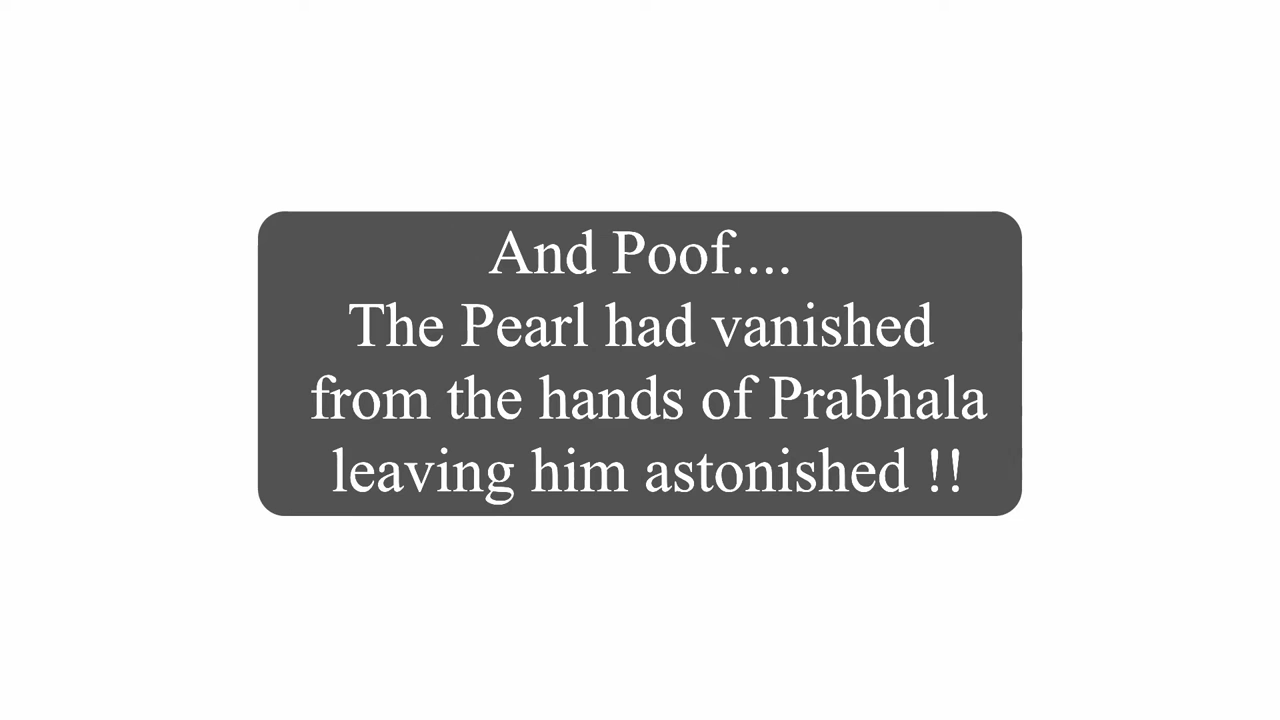 And Poof....
The Pearl had vanished
from the hands of Prabhala
leaving him astonished !!